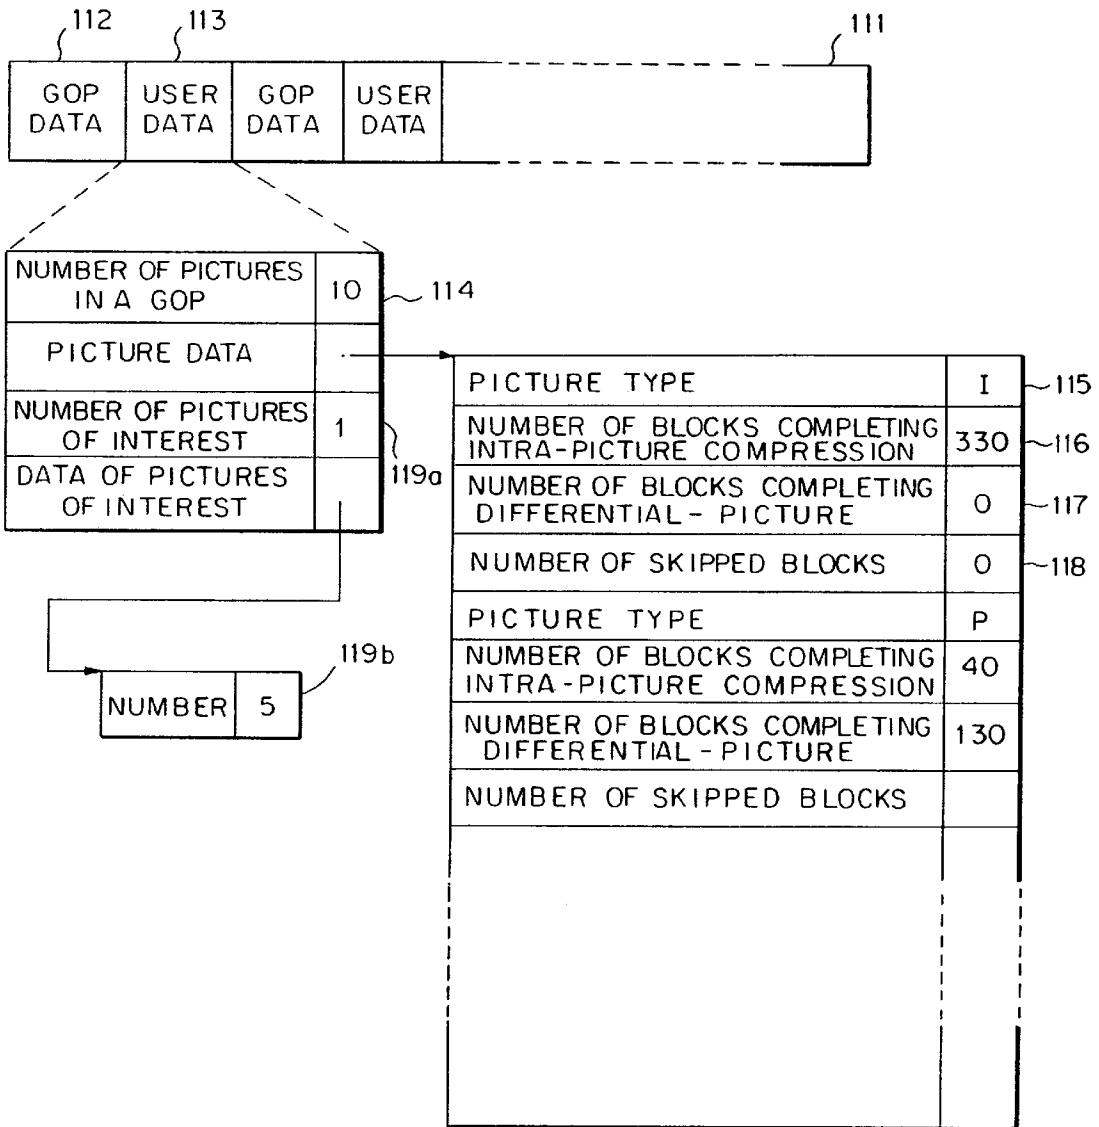 112
113
111
GOP
DATA
USER
DATA
GOP
DATA
USER
DATA
NUMBER OF PICTURES
IN A GOP
10
114
PICTURE DATA
NUMBER OF PICTURES
OF INTEREST
1
119a
DATA OF PICTURES
OF INTEREST
119b
NUMBER
5
PICTURE TYPE
I
115
NUMBER OF BLOCKS COMPLETING
INTRA-PICTURE COMPRESSION
330
116
NUMBER OF BLOCKS COMPLETING
DIFFERENTIAL-PICTURE
0
117
NUMBER OF SKIPPED BLOCKS
0
118
PICTURE TYPE
P
NUMBER OF BLOCKS COMPLETING
INTRA-PICTURE COMPRESSION
40
NUMBER OF BLOCKS COMPLETING
DIFFERENTIAL-PICTURE
130
NUMBER OF SKIPPED BLOCKS